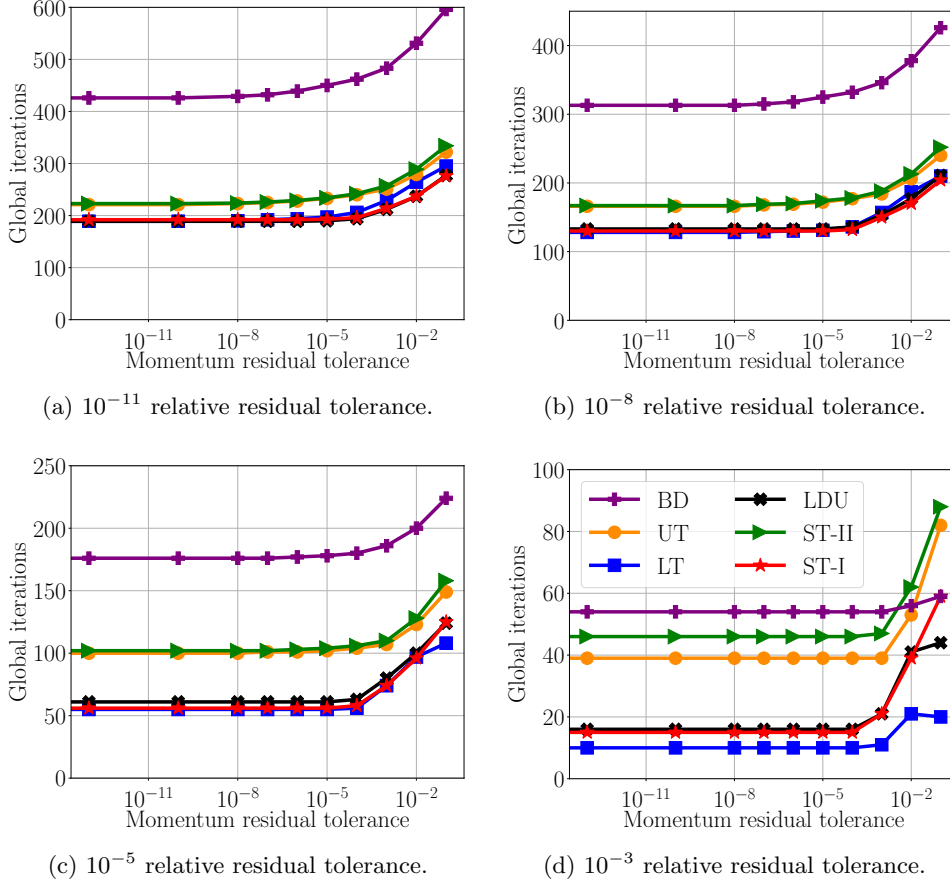 600
500
400
300
200
100
0
Global iterations
10^{-11} 10^{-8} 10^{-5} 10^{-2}
Momentum residual tolerance
(a) 10^{-11} relative residual tolerance.
400
300
200
100
0
Global iterations
10^{-11} 10^{-8} 10^{-5} 10^{-2}
Momentum residual tolerance
(b) 10^{-8} relative residual tolerance.
250
200
150
100
50
0
Global iterations
10^{-11} 10^{-8} 10^{-5} 10^{-2}
Momentum residual tolerance
(c) 10^{-5} relative residual tolerance.
100
80
60
40
20
0
Global iterations
BD
UT
LT
LDU
ST-II
ST-I
10^{-11} 10^{-8} 10^{-5} 10^{-2}
Momentum residual tolerance
(d) 10^{-3} relative residual tolerance.